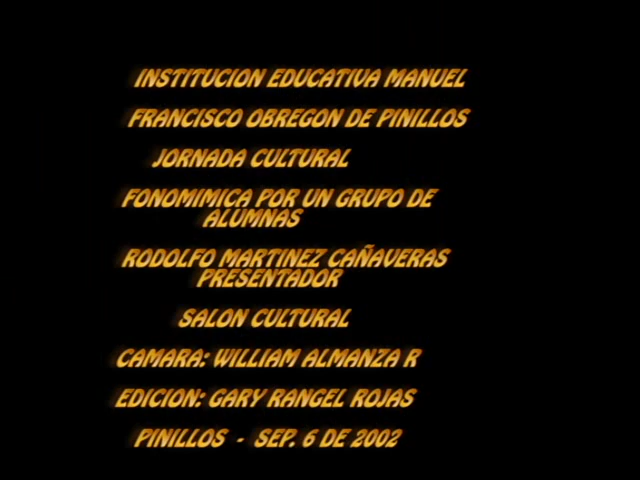 INSTITUCION EDUCATIVA MANUEL
FRANCISCO OBREGON DE PINILLOS
JORNADA CULTURAL
FONOMIMICA POR UN GRUPO DE
ALUMNAS
RODOLFO MARTINEZ CAÑAVERAS
PRESENTADOR
SALON CULTURAL
CAMARA: WILLIAM ALMANZA R
EDICION: GARY RANGEL ROJAS
PINILLOS - SEP. 6 DE 2002